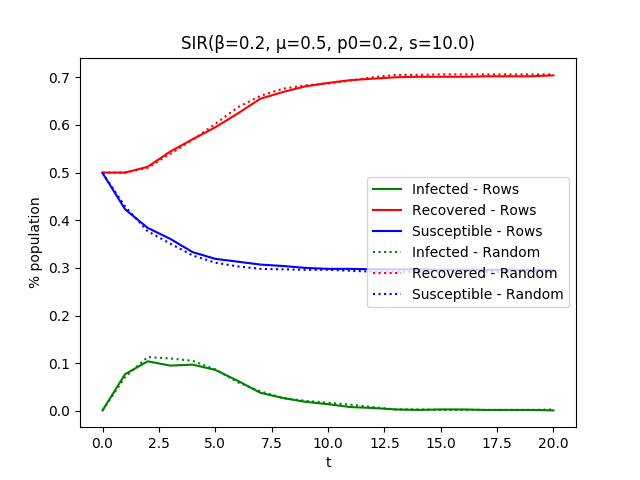 SIR(β=0.2, μ=0.5, p0=0.2, s=10.0)
0.7
0.6
0.5
0.4
0.3
0.2
0.1
0.0
% population
Infected - Rows
Recovered - Rows
Susceptible - Rows
Infected - Random
Recovered - Random
Susceptible - Random
0.0 2.5 5.0 7.5 10.0 12.5 15.0 17.5 20.0
t